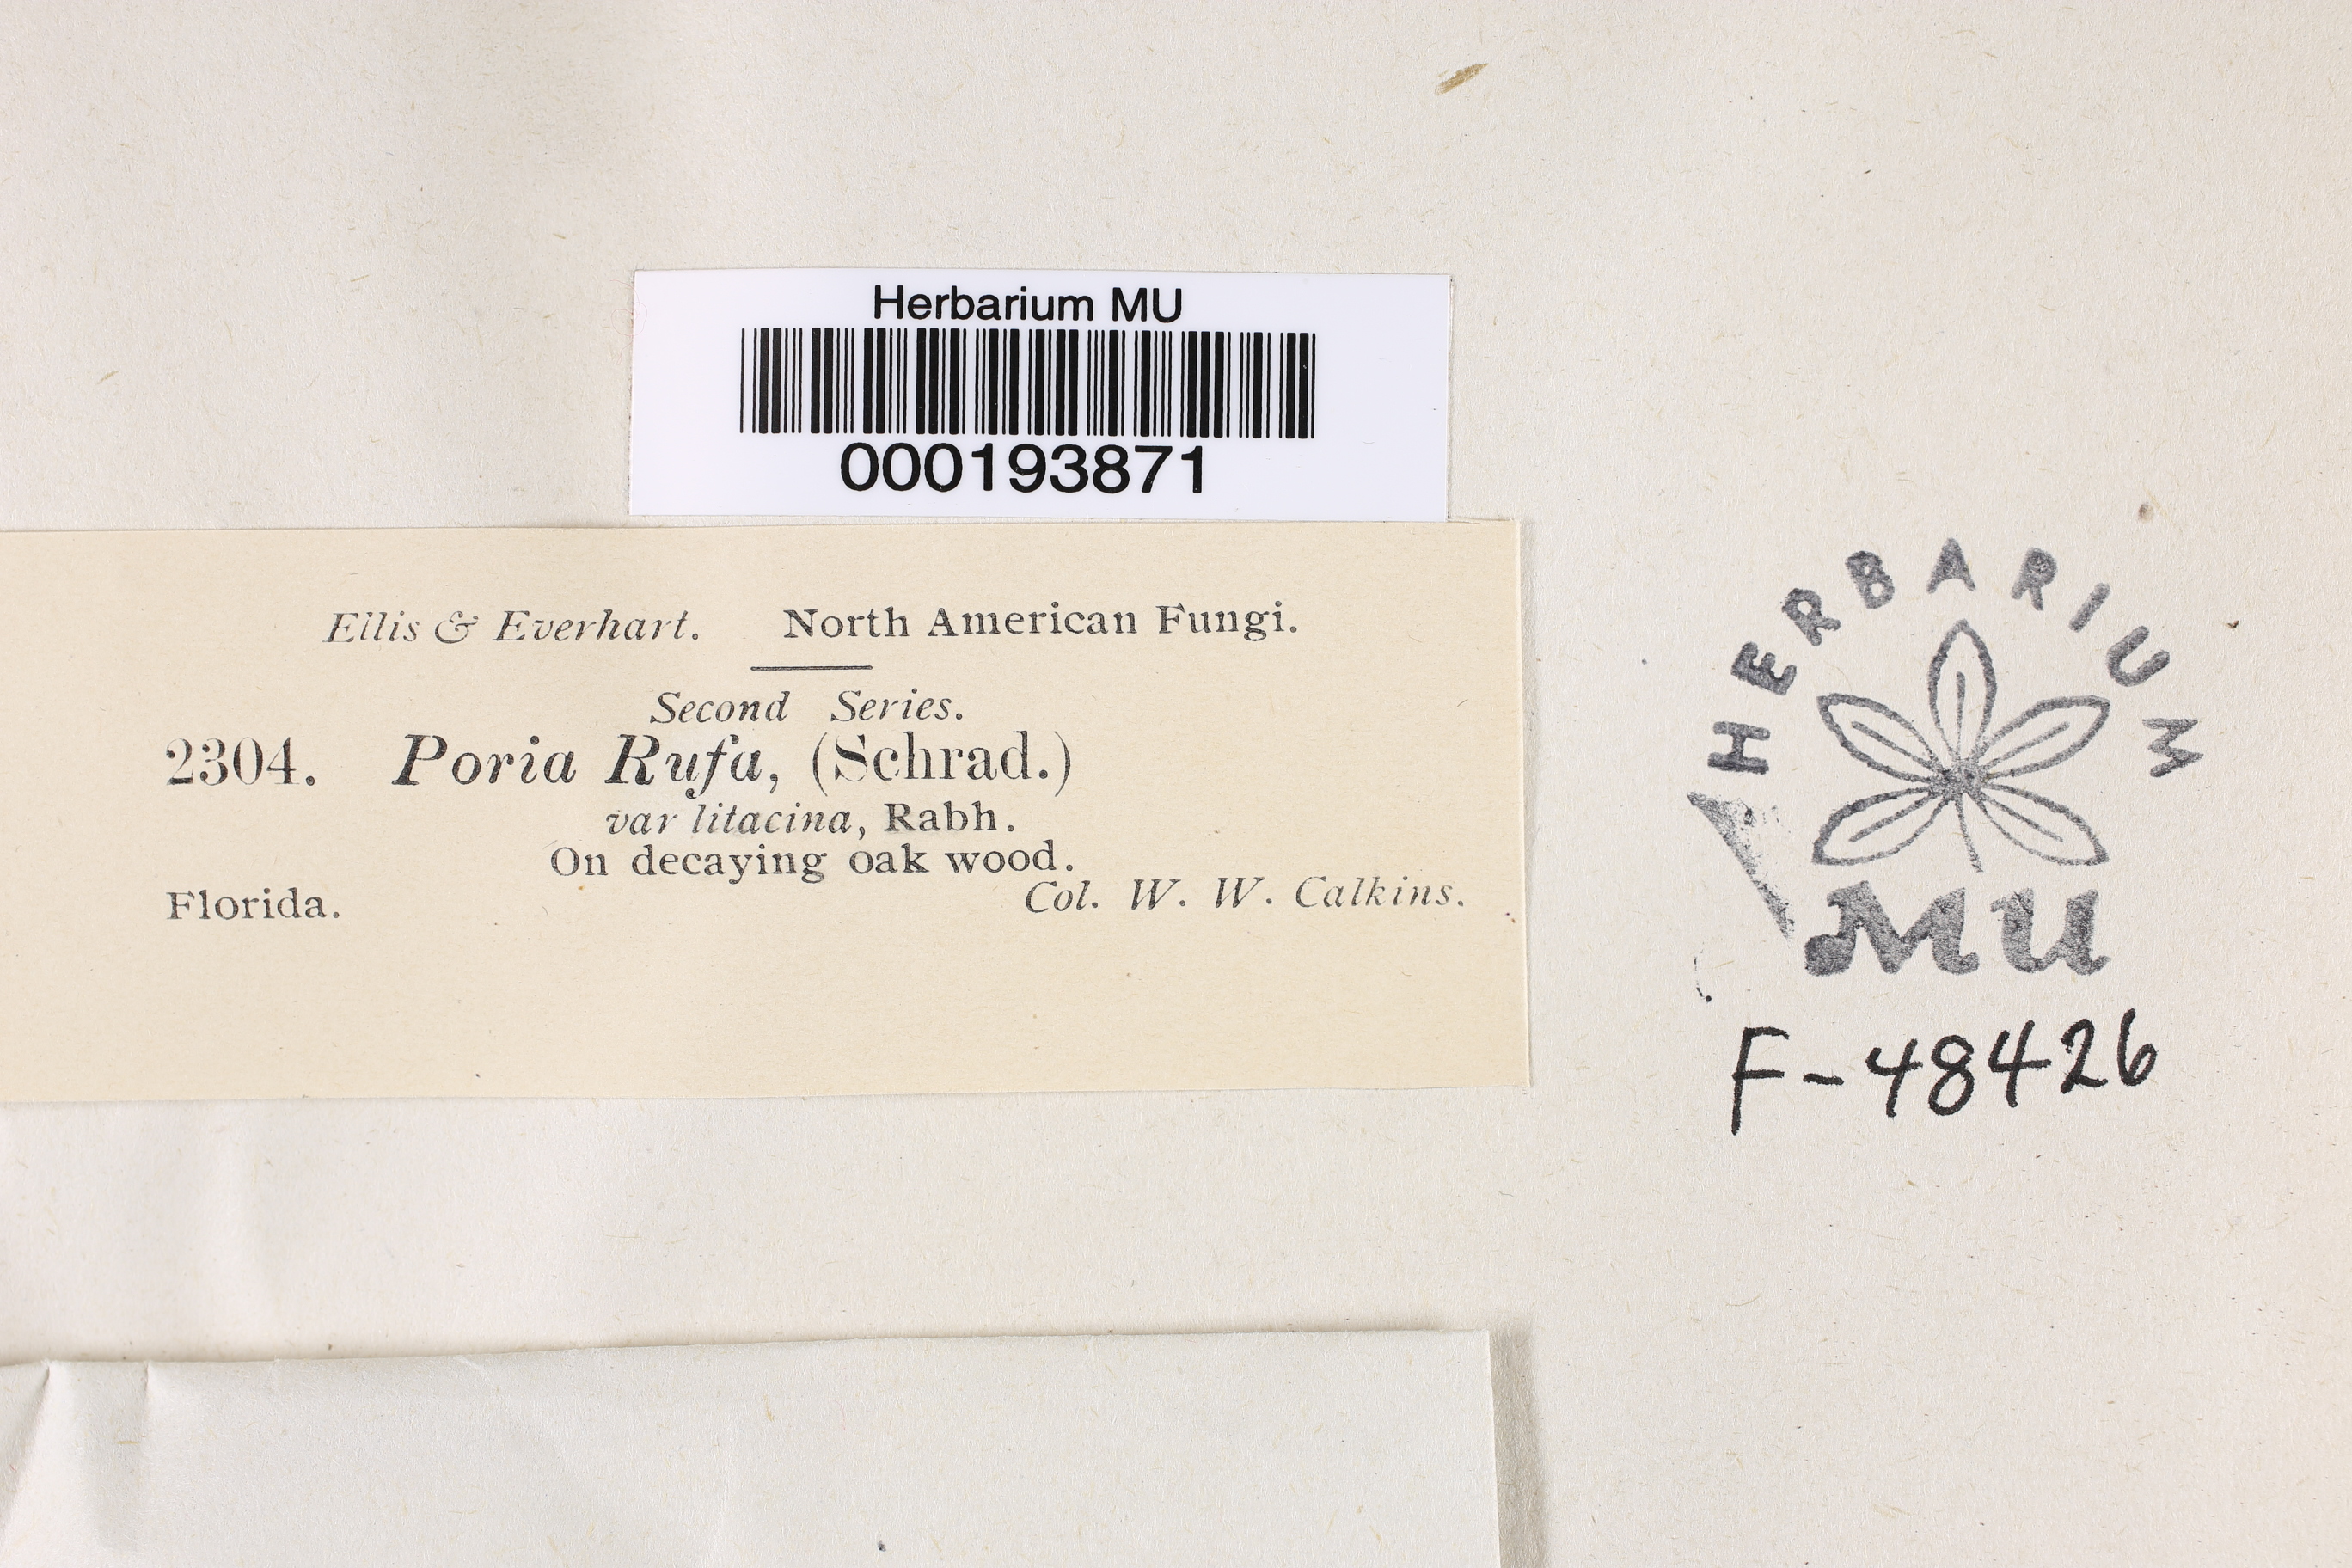 Herbarium MU
000193871
Ellis & Everhart. North American Fungi.
Second Series.
2304. Poria Rufa, (Schrad.)
var litacina, Rabh.
On decaying oak wood.
Florida. Col. W. W. Calkins.
HERBARIUM
MU
F-48426